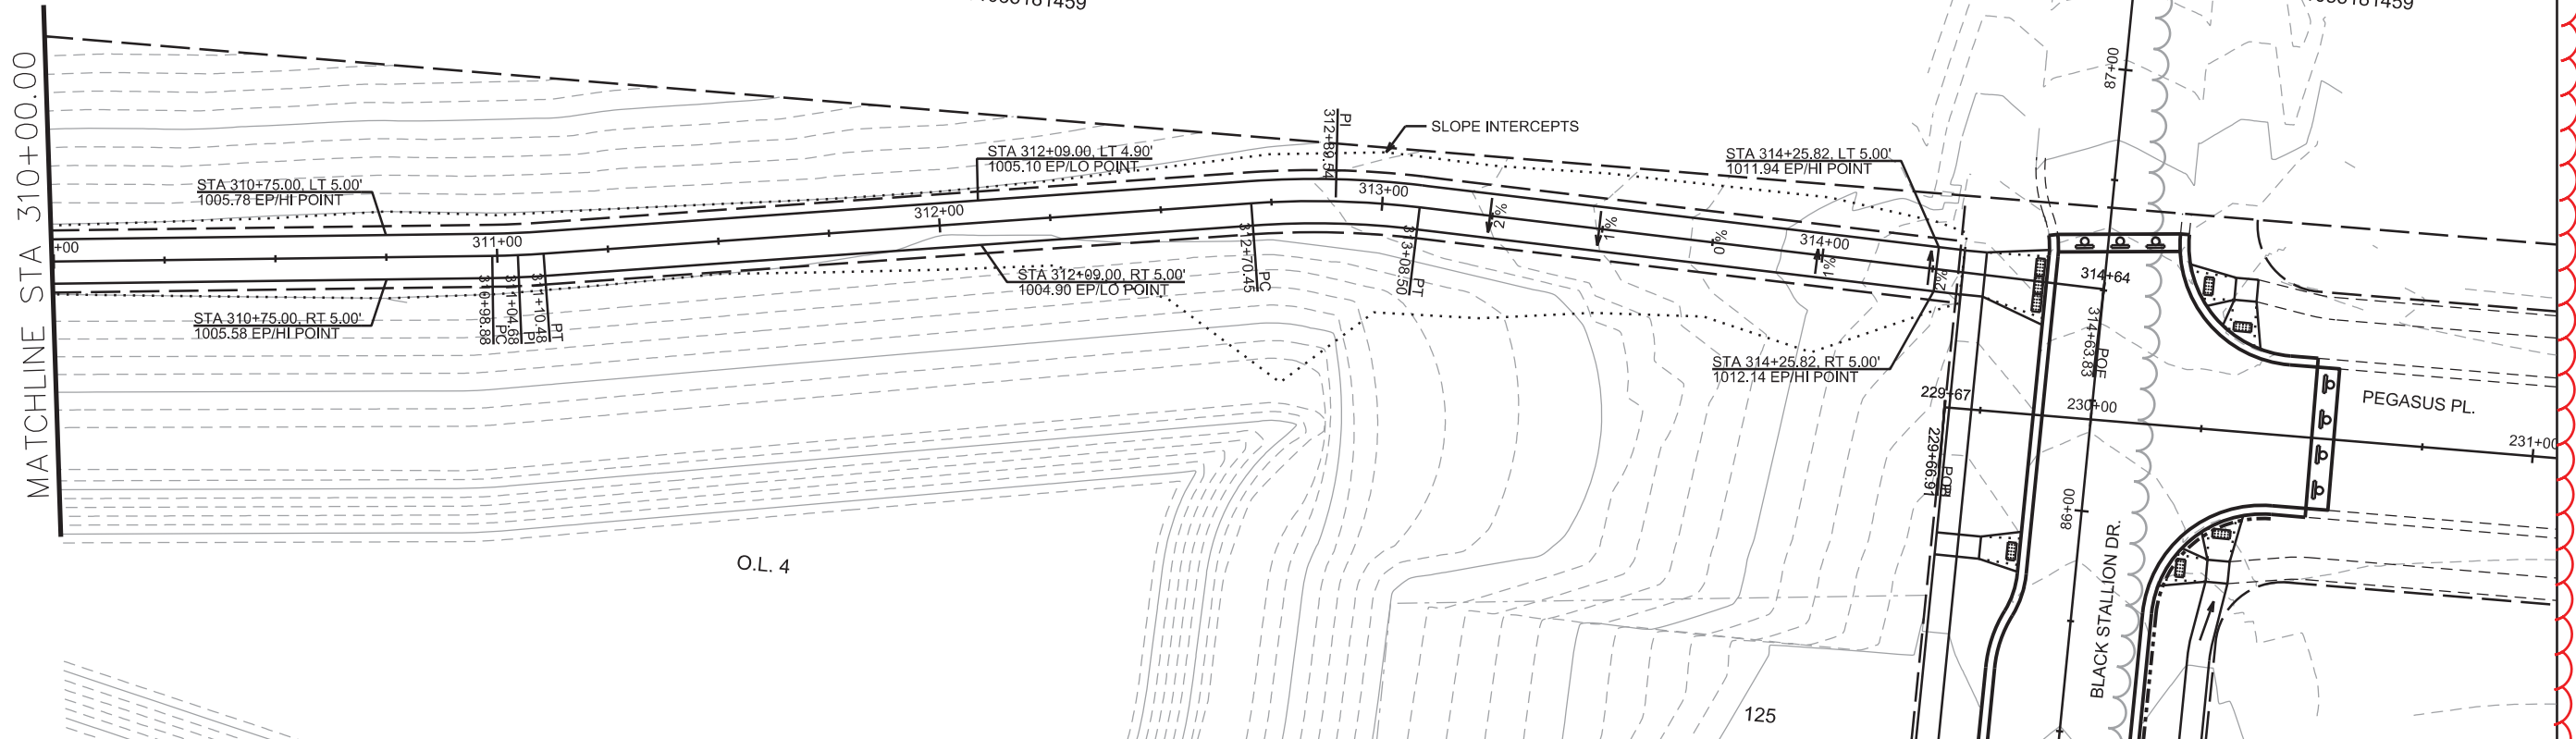 MATCHLINE STA 310+00.00
+00
STA 310+75.00, LT 5.00'
1005.78 EP/HI POINT
STA 310+75.00, RT 5.00'
1005.58 EP/HI POINT
311+00
310+98.88
PC
311+04.68
PI
311+10.48
PT
312+00
STA 312+09.00, LT 4.90'
1005.10 EP/LO POINT
STA 312+09.00, RT 5.00'
1004.90 EP/LO POINT
312+70.45
PC
PI
312+89.54
313+00
SLOPE INTERCEPTS
313+08.50
PT
2%
1%
0%
314+00
1%
2%
STA 314+25.82, LT 5.00'
1011.94 EP/HI POINT
STA 314+25.82, RT 5.00'
1012.14 EP/HI POINT
87+00
314+64
314+63.83
POE
229+67
229+66.91
POB
230+00
231+00
PEGASUS PL.
88+00
BLACK STALLION DR.
O.L. 4
125